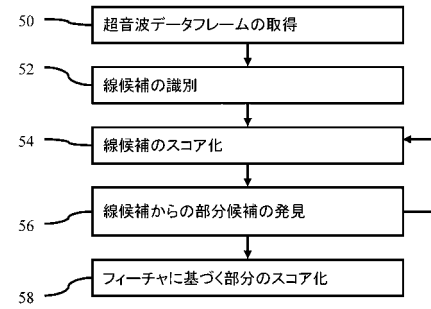 50
超音波データフレームの取得
52
線候補の識別
54
線候補のスコア化
56
線候補からの部分候補の発見
58
フィーチャに基づく部分のスコア化